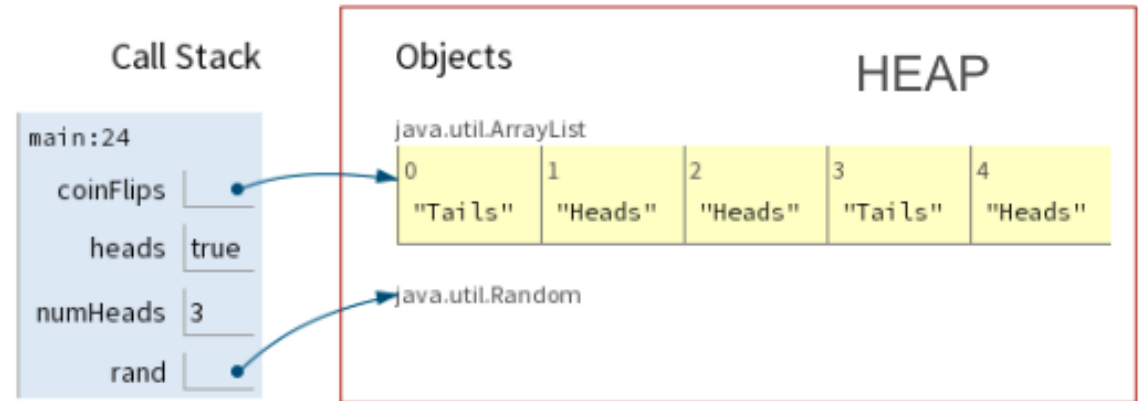 Call Stack
Objects
HEAP
main:24
java.util.ArrayList
coinFlips
0 1 2 3 4
"Tails" "Heads" "Heads" "Tails" "Heads"
heads true
numHeads 3
java.util.Random
rand